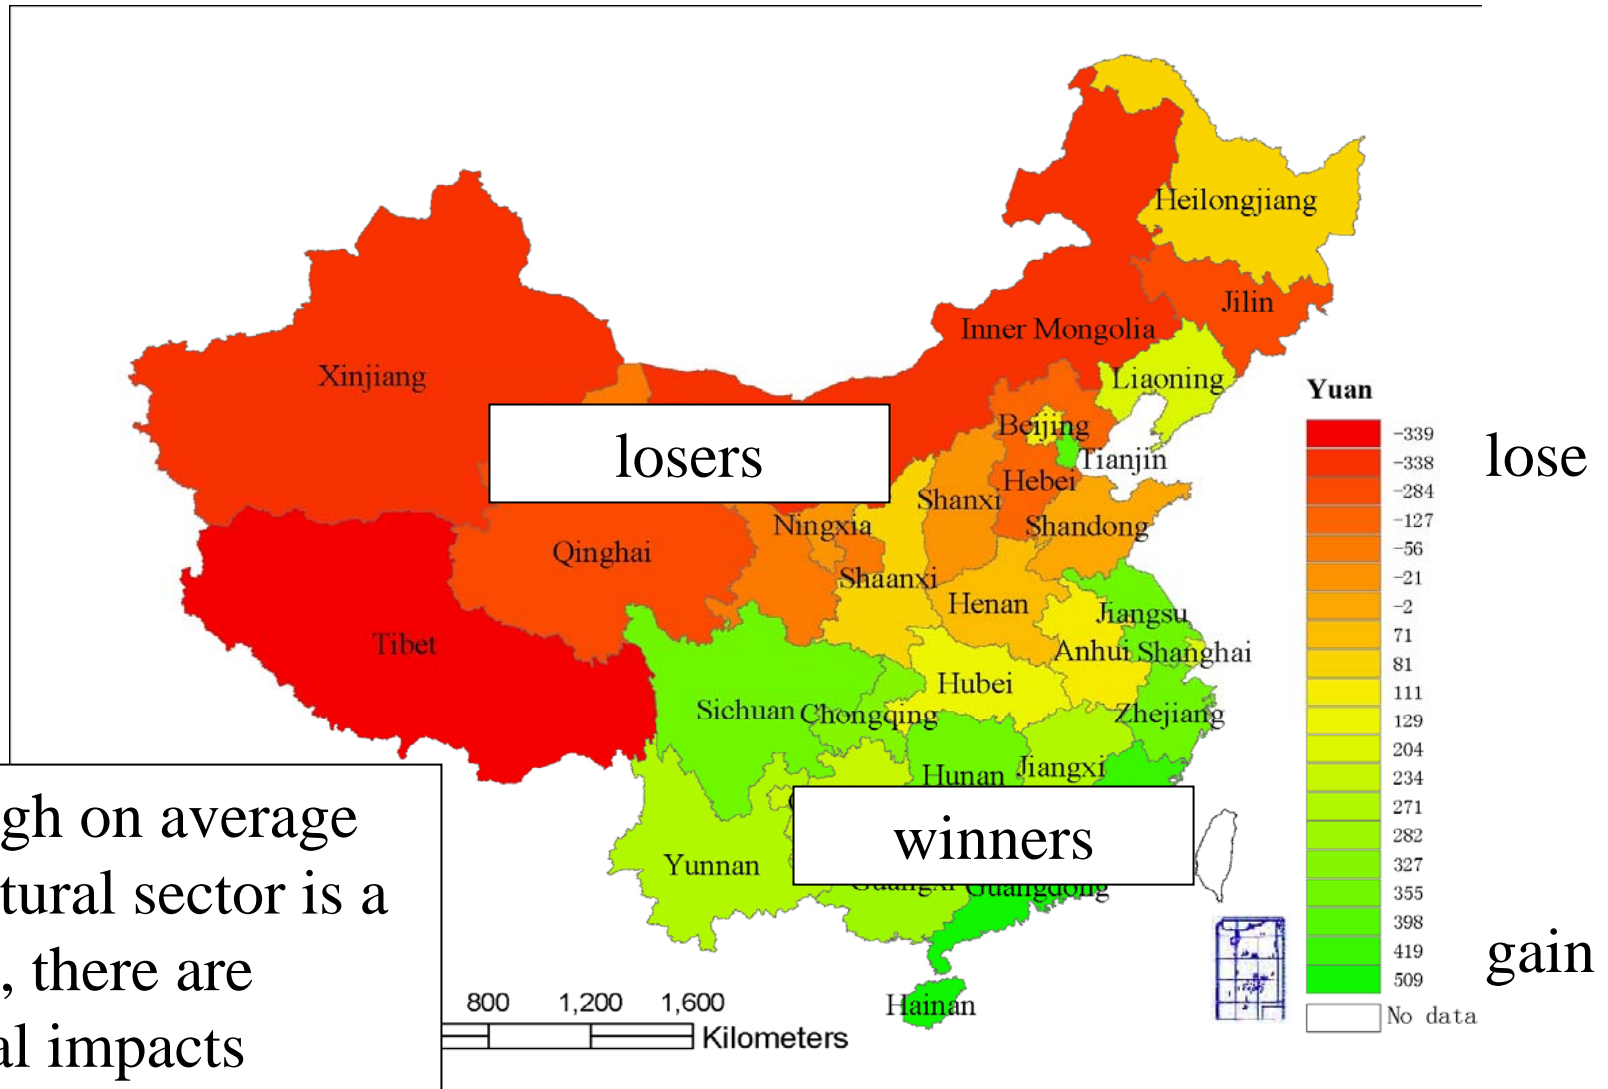 Heilongjiang
Jilin
Inner Mongolia
Xinjiang
Liaoning
Beijing
Tianjin
losers
Hebei
Shanxi
Shandong
Ningxia
Qinghai
Shaanxi
Henan
Jiangsu
Tibet
Anhui
Shanghai
Hubei
Sichuan
Chongqing
Zhejiang
Hunan
Jiangxi
winners
Yunnan
Guangxi
Guangdong
Hainan
Yuan
-339
-338
-284
-127
-56
-21
-2
71
81
111
129
204
234
271
282
327
355
398
419
509
No data
lose
gain
gh on average
tural sector is a
, there are
al impacts
800 1,200 1,600
Kilometers